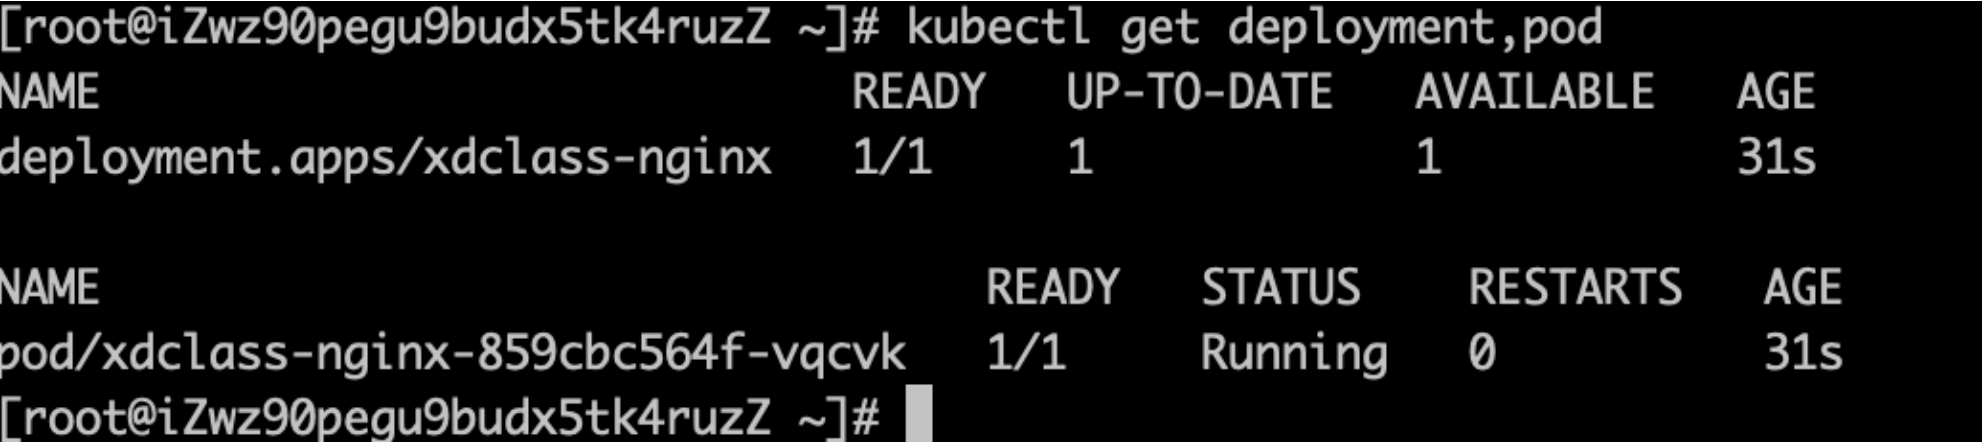 [root@iZwz90pegu9budx5tk4ruzZ ~]# kubectl get deployment,pod
NAME READY UP-TO-DATE AVAILABLE AGE
deployment.apps/xdclass-nginx 1/1 1 1 31s
NAME READY STATUS RESTARTS AGE
pod/xdclass-nginx-859cbc564f-vqcvk 1/1 Running 0 31s
[root@iZwz90pegu9budx5tk4ruzZ ~]#